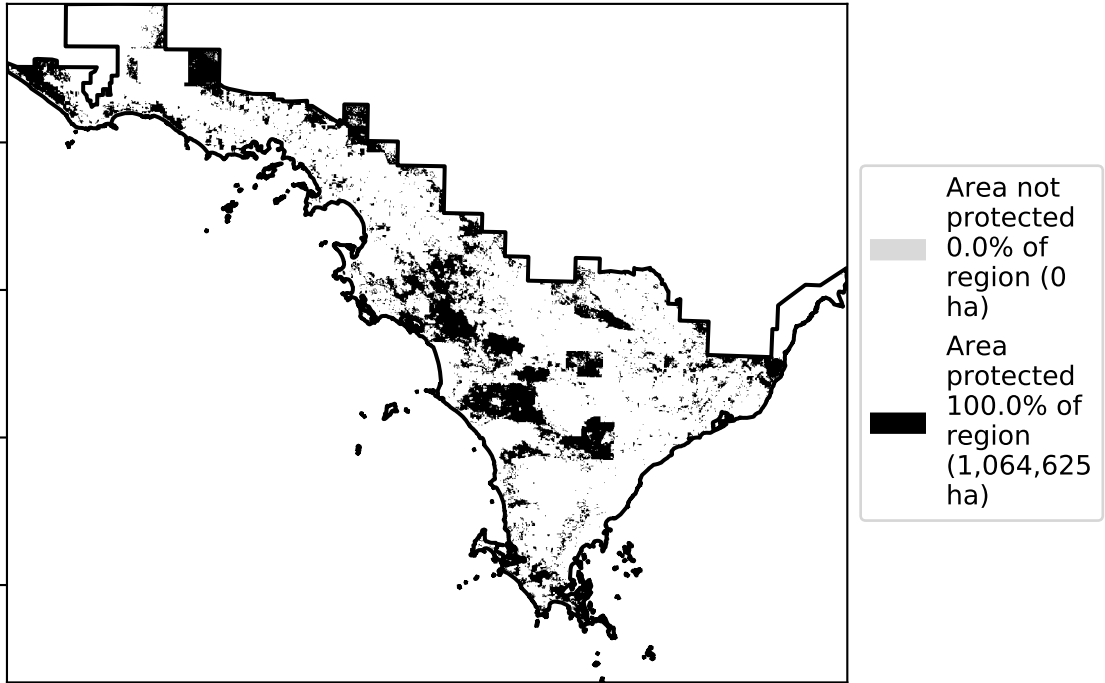 Area not
protected
0.0% of
region (0
ha)
Area
protected
100.0% of
region
(1,064,625
ha)